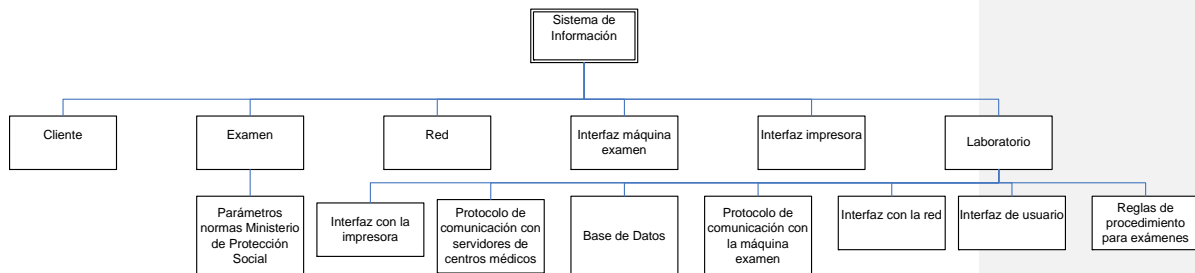 Sistema de
Información
Cliente
Examen
Red
Interfaz máquina
examen
Interfaz impresora
Laboratorio
Parámetros
normas Ministerio
de Protección
Social
Interfaz con la
impresora
Protocolo de
comunicación con
servidores de
centros médicos
Base de Datos
Protocolo de
comunicación con
la máquina
examen
Interfaz con la red
Interfaz de usuario
Reglas de
procedimiento
para exámenes